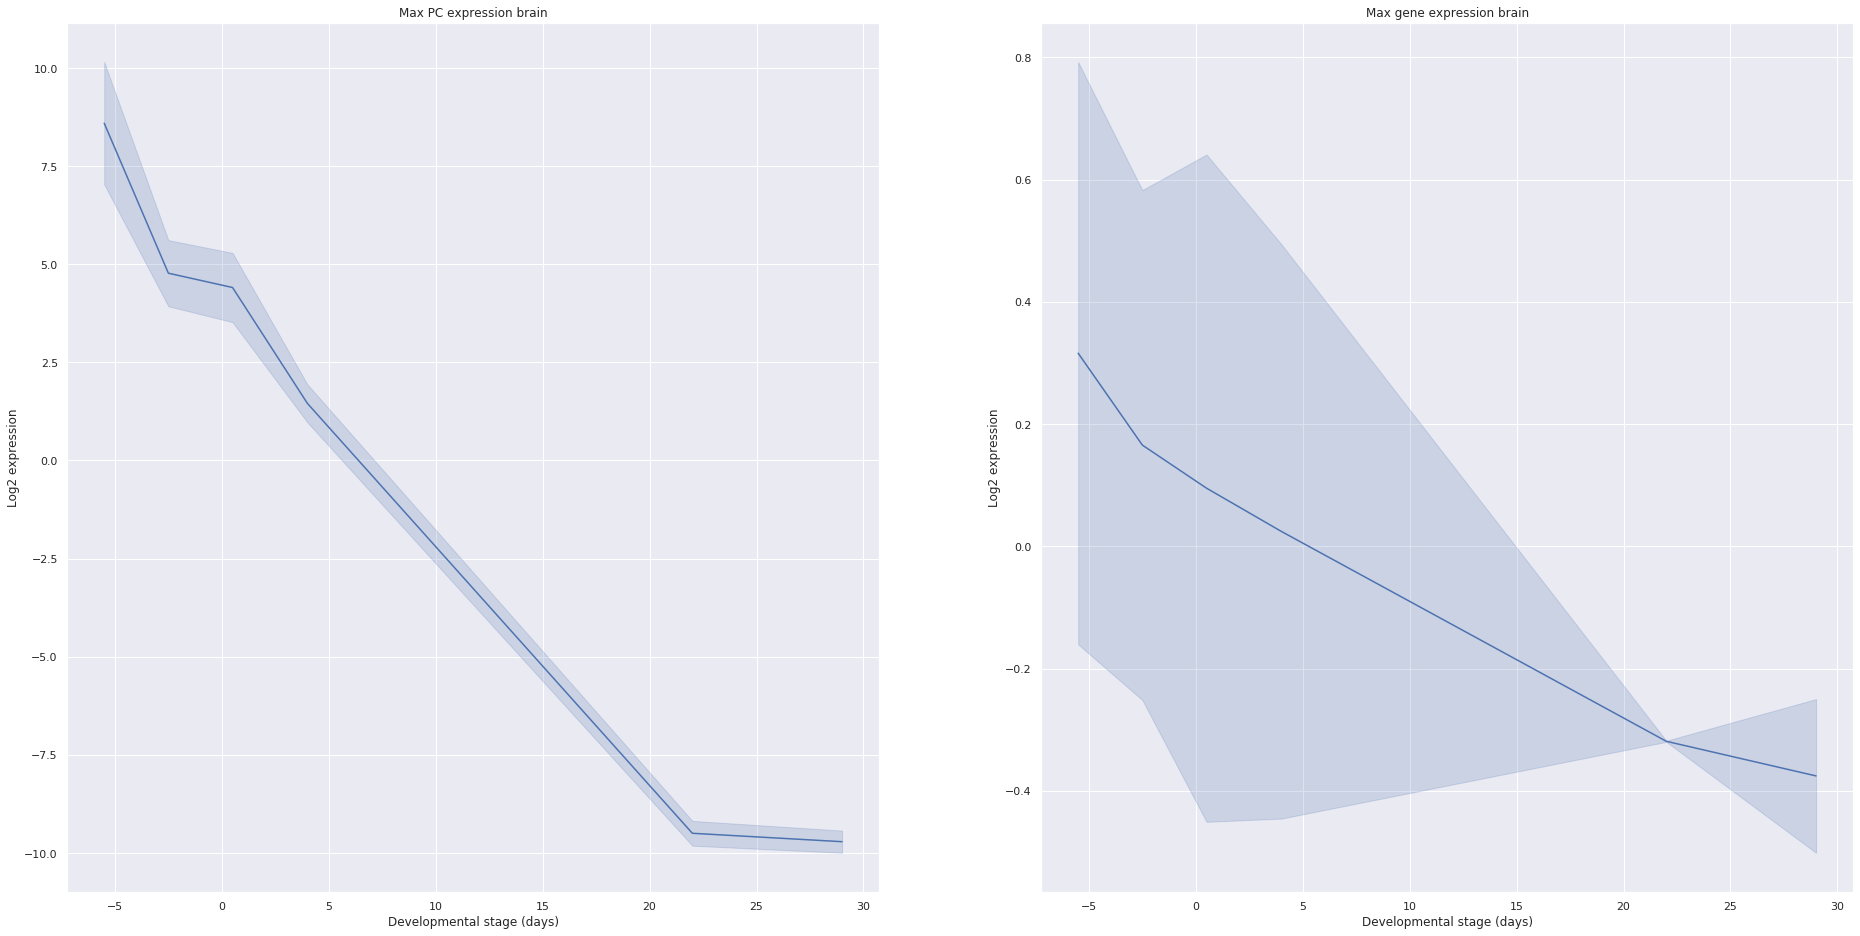 Max PC expression brain
10.0
7.5
5.0
2.5
0.0
−2.5
−5.0
−7.5
−10.0
Log2 expression
−5 0 5 10 15 20 25 30
Developmental stage (days)
Max gene expression brain
0.8
0.6
0.4
0.2
0.0
−0.2
−0.4
Log2 expression
−5 0 5 10 15 20 25 30
Developmental stage (days)